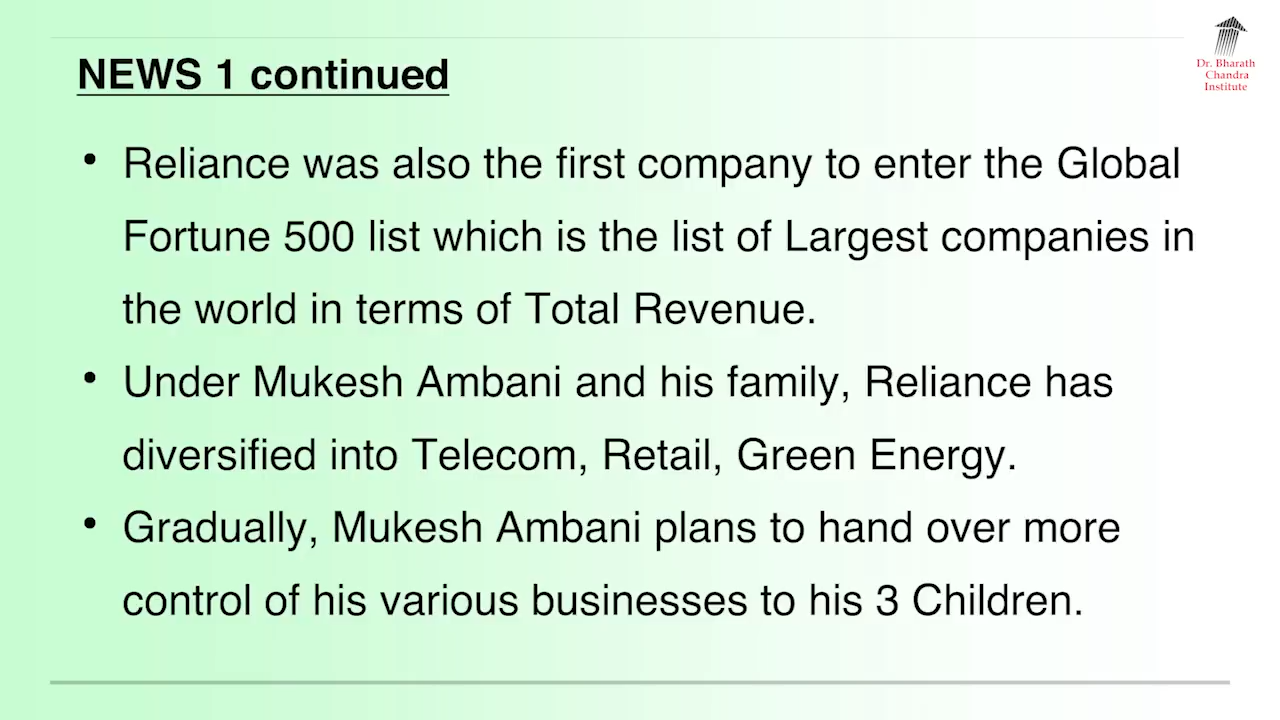 NEWS 1 continued
Dr. Bharath
Chandra
Institute
• Reliance was also the first company to enter the Global
Fortune 500 list which is the list of Largest companies in
the world in terms of Total Revenue.
• Under Mukesh Ambani and his family, Reliance has
diversified into Telecom, Retail, Green Energy.
• Gradually, Mukesh Ambani plans to hand over more
control of his various businesses to his 3 Children.